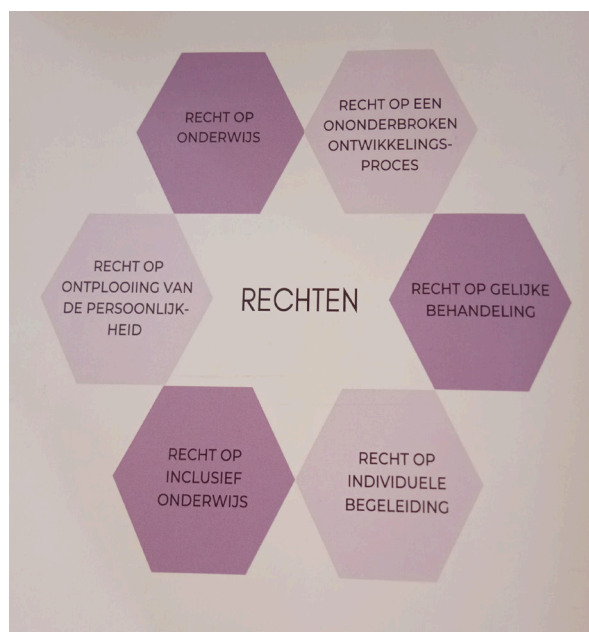 RECHT OP
ONDERWIJS
RECHT OP EEN
ONONDERBROKEN
ONTWIKKELINGS-
PROCES
RECHT OP
ONTPLOOIING VAN
DE PERSOONLIJK-
HEID
RECHTEN
RECHT OP GELIJKE
BEHANDELING
RECHT OP
INCLUSIEF
ONDERWIJS
RECHT OP
INDIVIDUELE
BEGELEIDING